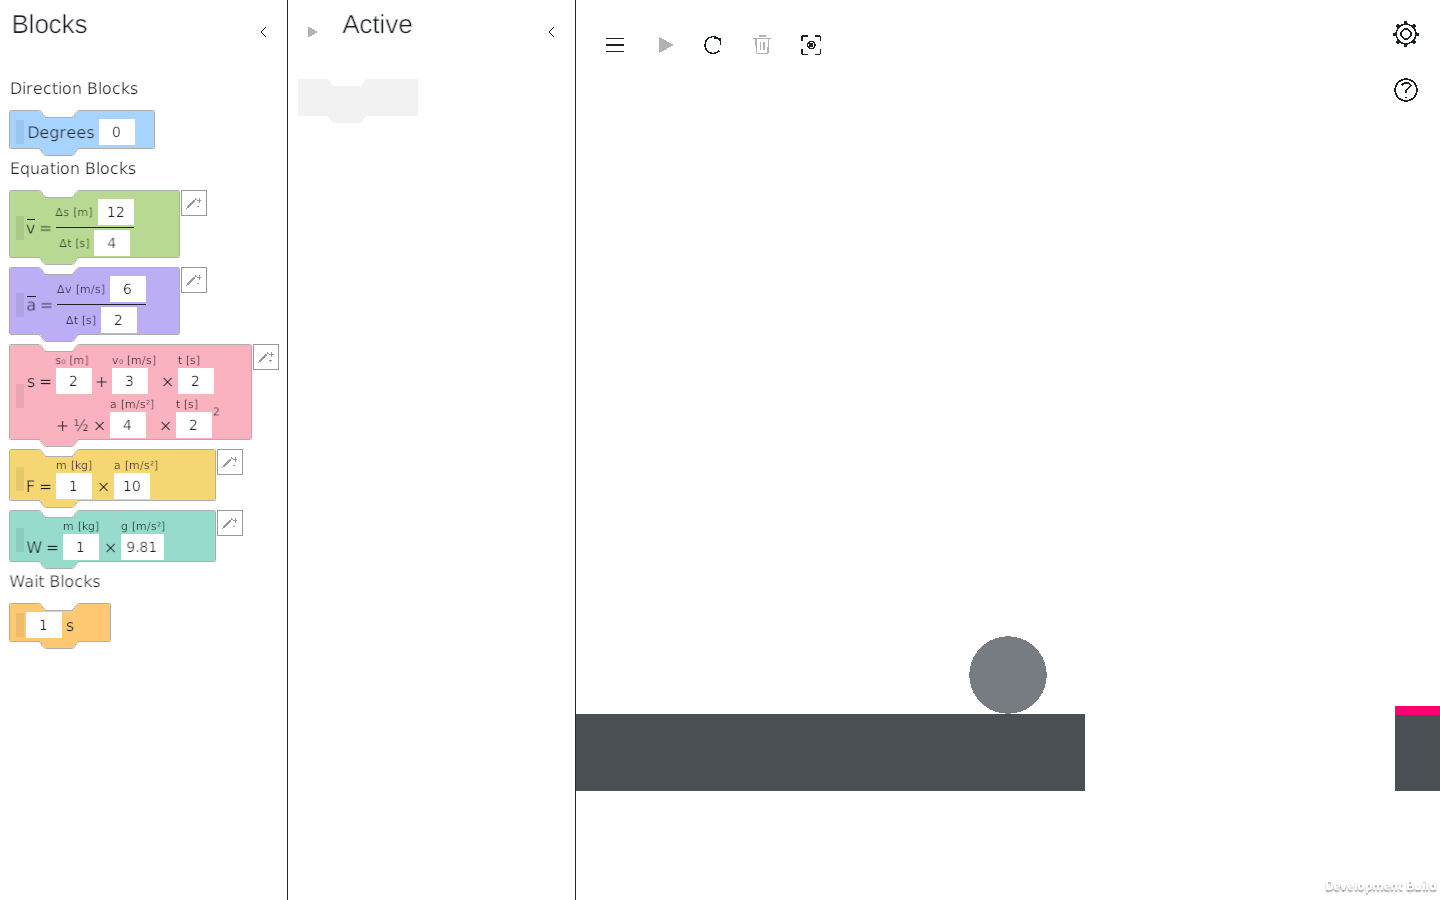 Blocks
Active
Direction Blocks
Degrees 0
Equation Blocks
v = Δs [m] 12
Δt [s] 4
a = Δv [m/s] 6
Δt [s] 2
s₀ [m] v₀ [m/s] t [s]
s = 2 + 3 × 2
a [m/s²] t [s]
+ ½ × 4 × 2 2
m [kg] a [m/s²]
F = 1 × 10
m [kg] g [m/s²]
W = 1 × 9.81
Wait Blocks
1 s
Development Build